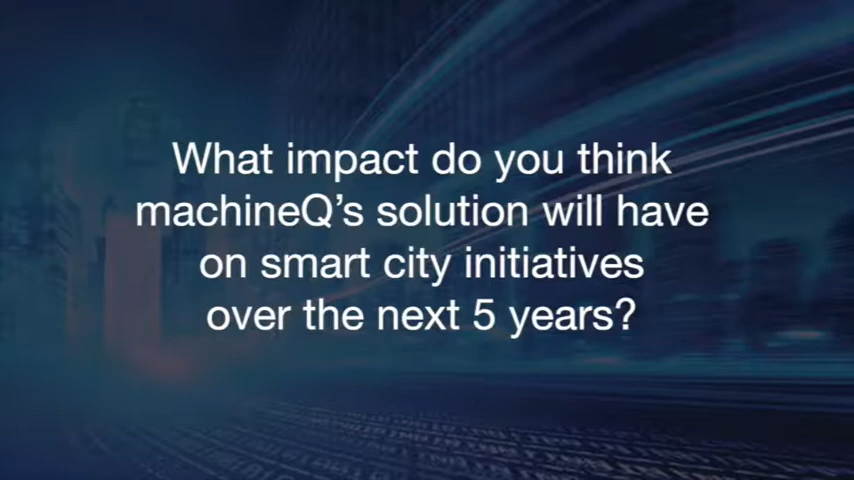 What impact do you think
machineQ's solution will have
on smart city initiatives
over the next 5 years?